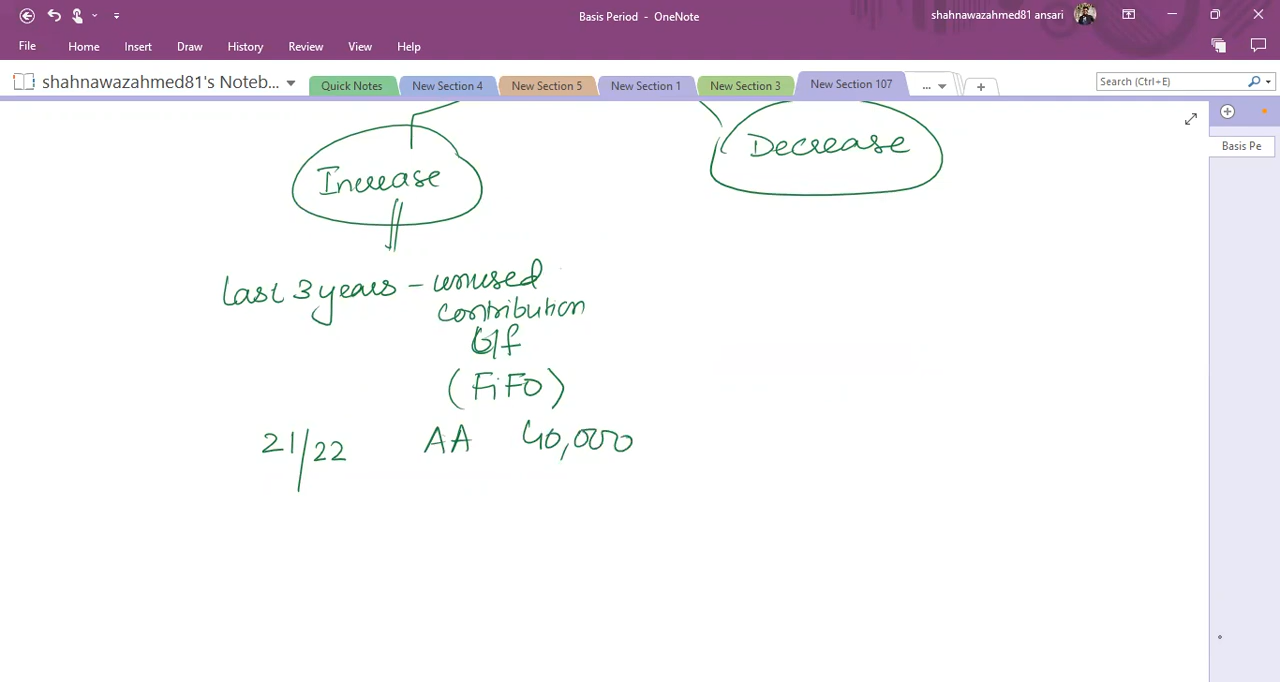 Basis Period - OneNote
shahnawazahmed81 ansari
File Home Insert Draw History Review View Help
shahnawazahmed81's Noteb... Quick Notes New Section 4 New Section 5 New Section 1 New Section 3 New Section 107 ... Search (Ctrl+E)
Basis Pe
Decrease
Increase
last 3 years - unused
contribution
b/f
(FiFO)
21/22 AA 40,000